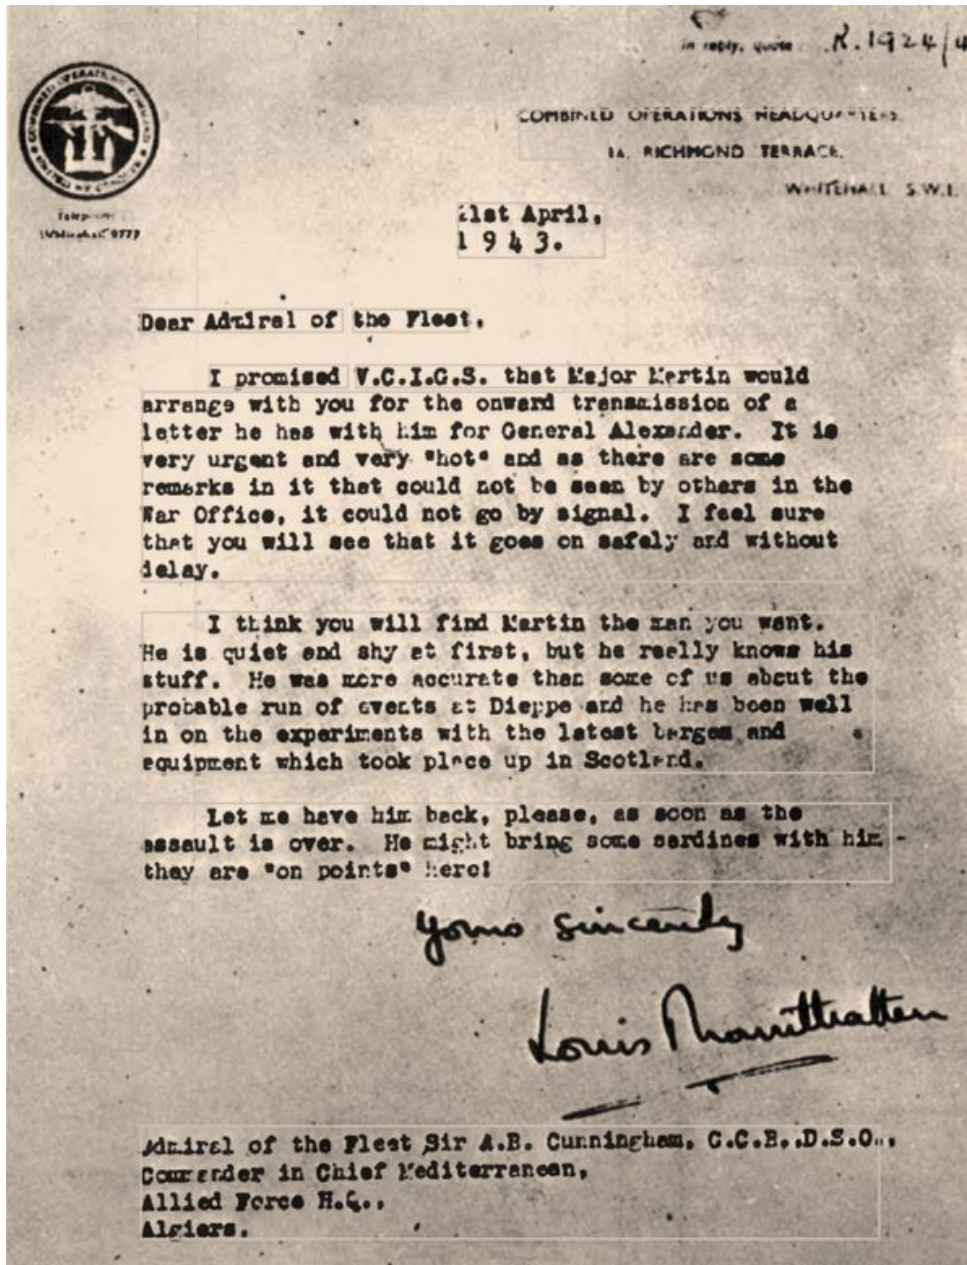 In reply, quote R.1924/4
COMBINED OPERATIONS HEADQUARTERS
1A, RICHMOND TERRACE,
WHITEHALL S.W.1.
COMBINED OPERATIONS COMMAND
Telephone
Whitehall 9777
21st April,
1943.
Dear Admiral of the Fleet,
I promised V.C.I.G.S. that Major Martin would
arrange with you for the onward transmission of a
letter he has with him for General Alexander. It is
very urgent and very "hot" and as there are some
remarks in it that could not be seen by others in the
War Office, it could not go by signal. I feel sure
that you will see that it goes on safely and without
delay.
I think you will find Martin the man you want.
He is quiet and shy at first, but he really knows his
stuff. He was more accurate than some of us about the
probable run of events at Dieppe and he has been well
in on the experiments with the latest barges and
equipment which took place up in Scotland.
Let me have him back, please, as soon as the
assault is over. He might bring some sardines with him -
they are "on points" here!
Yours sincerely
Louis Mountbatten
Admiral of the Fleet Sir A.B. Cunningham, G.C.B.,D.S.O.,
Commander in Chief Mediterranean,
Allied Force H.Q.,
Algiers.